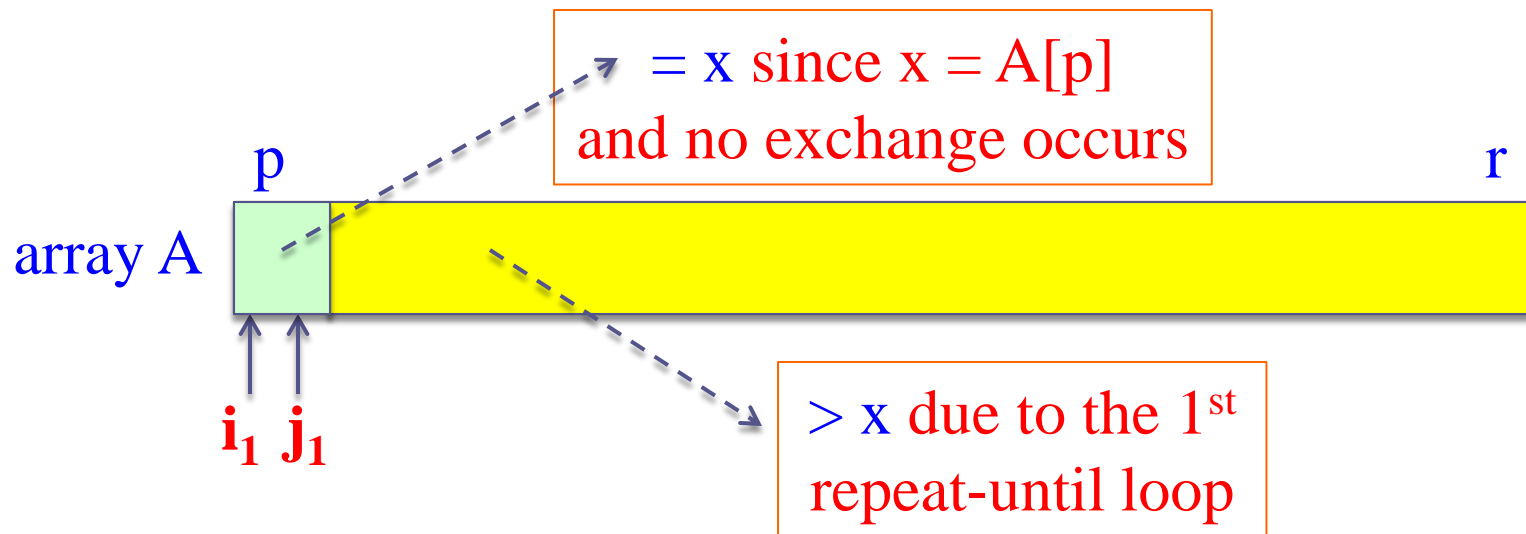 = x since x = A[p]
and no exchange occurs
p
r
array A
i₁ j₁
> x due to the 1ˢᵗ
repeat-until loop